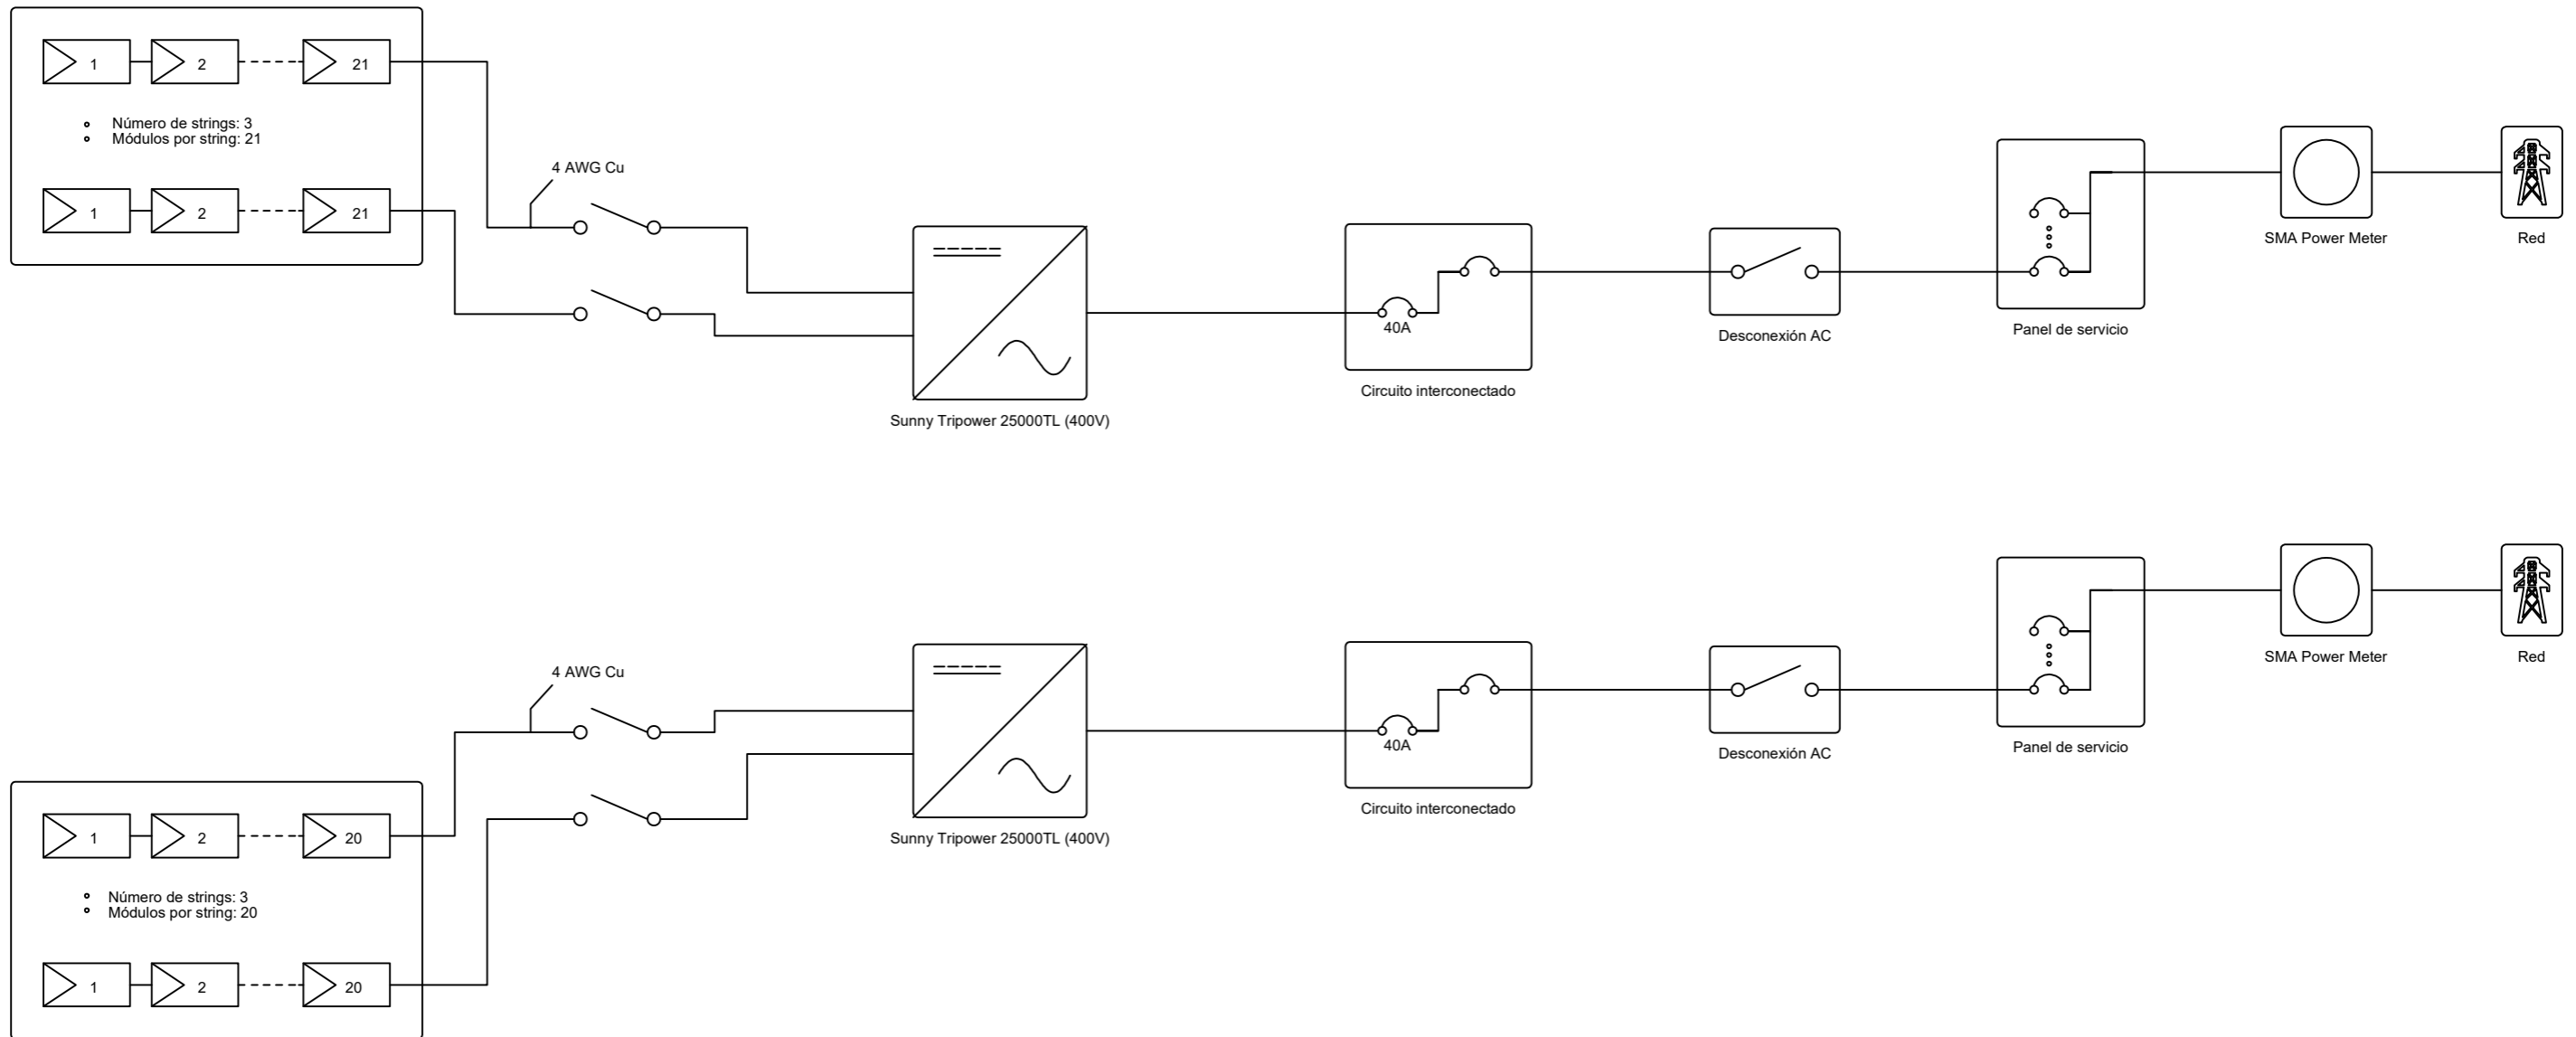 1 2 21
Número de strings: 3
Módulos por string: 21
1 2 21
4 AWG Cu
Sunny Tripower 25000TL (400V)
40A
Circuito interconectado
Desconexión AC
Panel de servicio
SMA Power Meter
Red
4 AWG Cu
Sunny Tripower 25000TL (400V)
40A
Circuito interconectado
Desconexión AC
Panel de servicio
SMA Power Meter
Red
1 2 20
Número de strings: 3
Módulos por string: 20
1 2 20